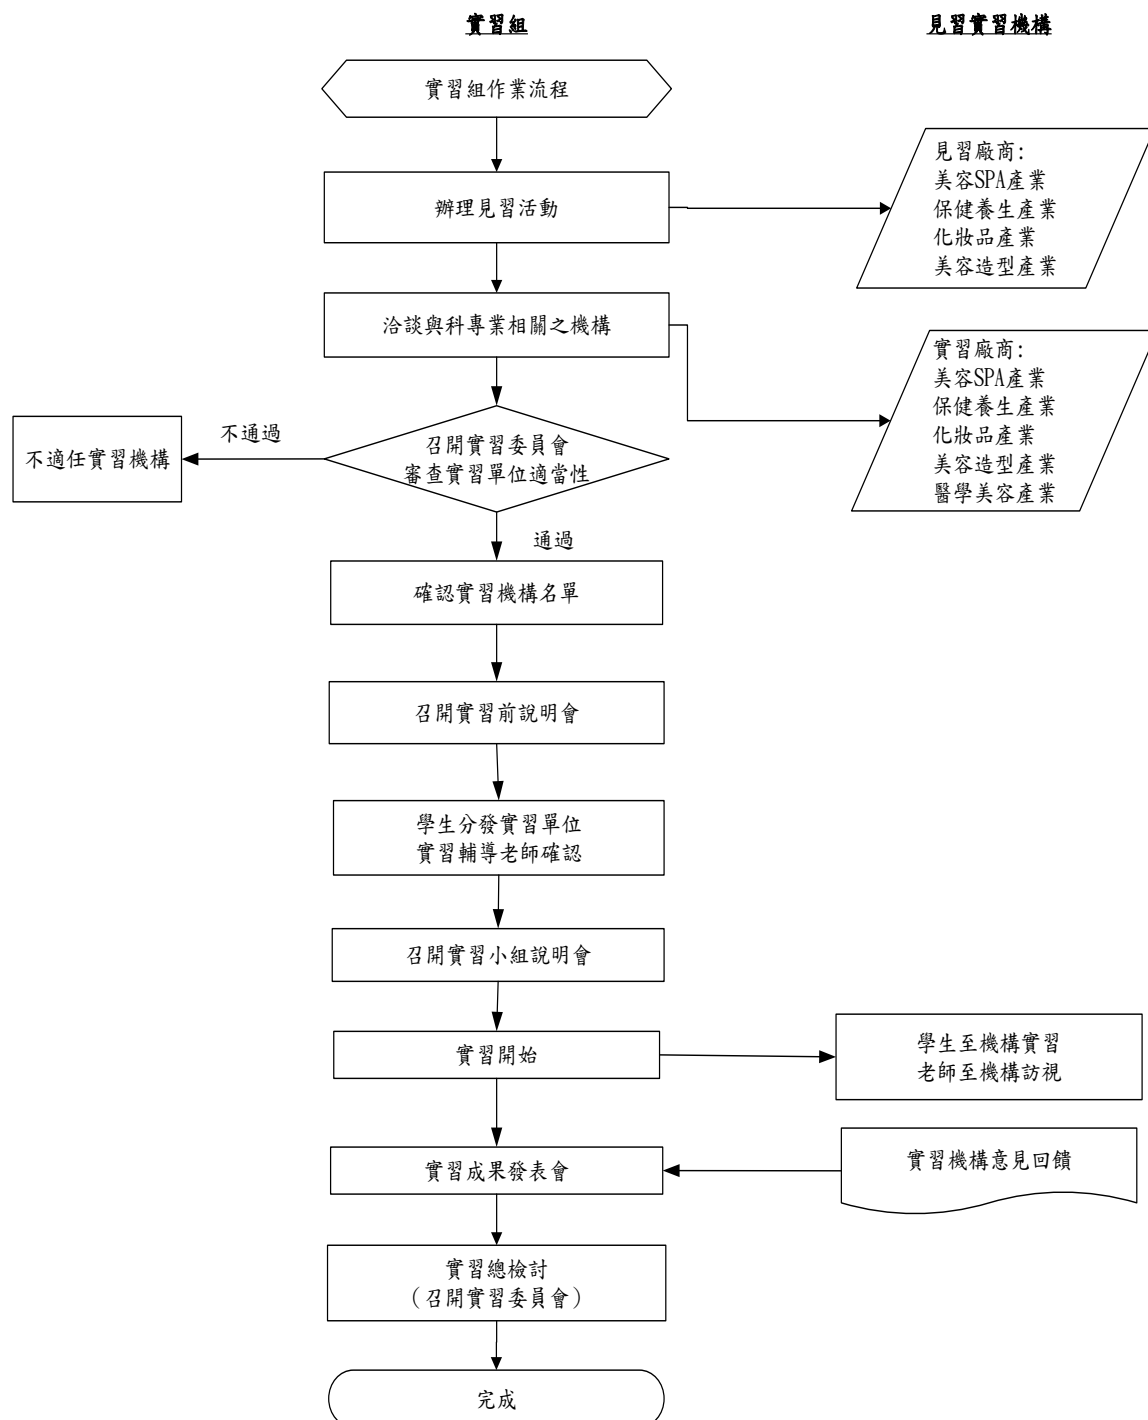 實習組
見習實習機構
實習組作業流程
辦理見習活動
見習廠商:
美容SPA產業
保健養生產業
化妝品產業
美容造型產業
洽談與科專業相關之機構
實習廠商:
美容SPA產業
保健養生產業
化妝品產業
美容造型產業
醫學美容產業
召開實習委員會
審查實習單位適當性
不通過
不適任實習機構
通過
確認實習機構名單
召開實習前說明會
學生分發實習單位
實習輔導老師確認
召開實習小組說明會
實習開始
學生至機構實習
老師至機構訪視
實習成果發表會
實習機構意見回饋
實習總檢討
(召開實習委員會)
完成